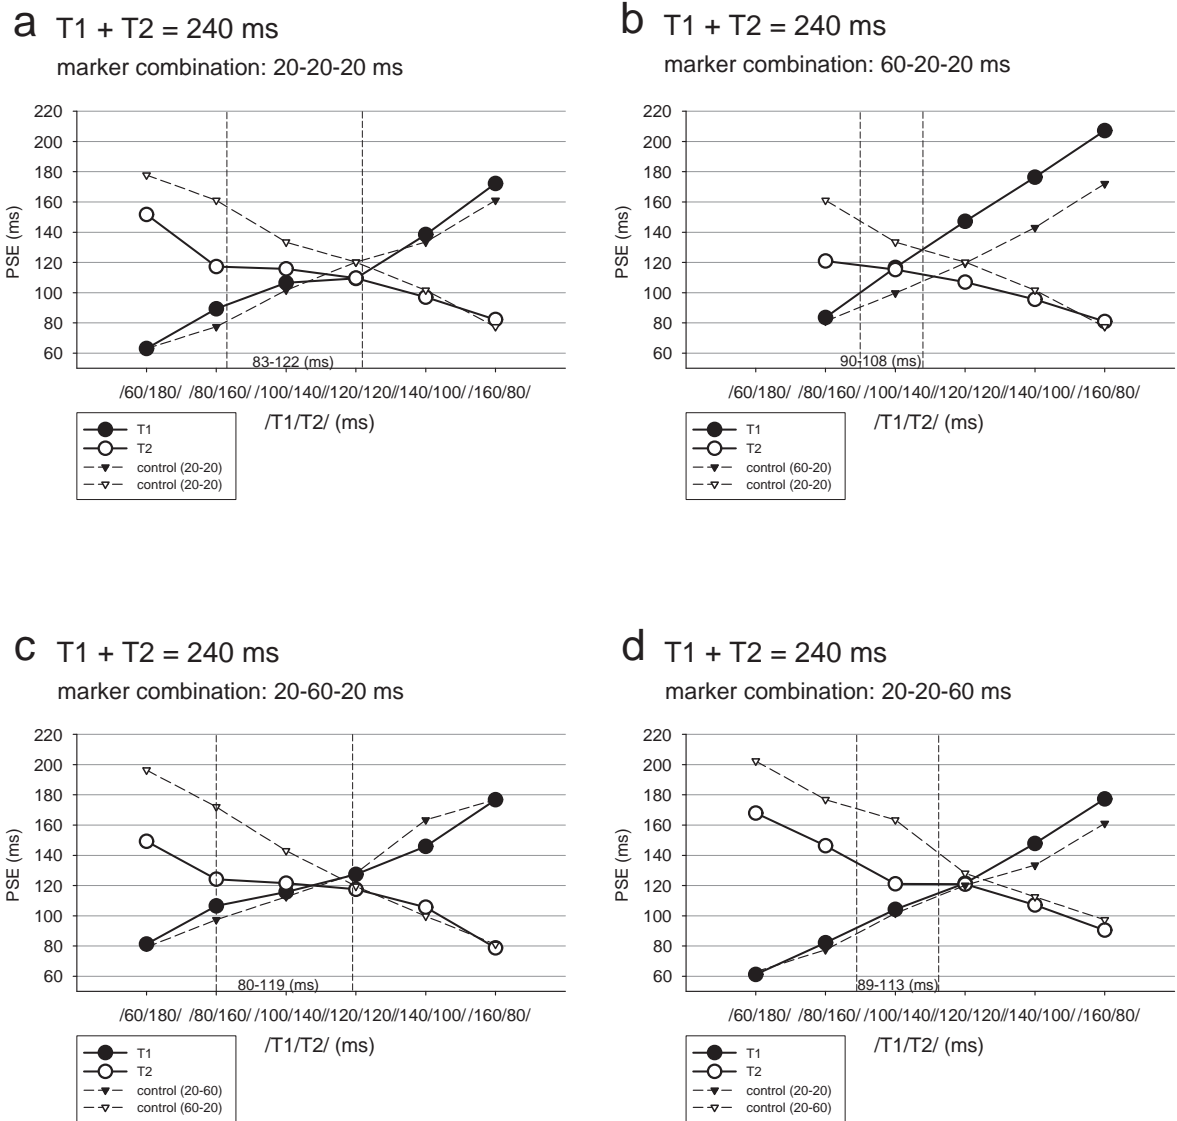 a T1 + T2 = 240 ms
marker combination: 20-20-20 ms
220
200
180
160
140
120
100
80
60
PSE (ms)
83-122 (ms)
/60/180/ /80/160/ /100/140/ /120/120/ /140/100/ /160/80/
/T1/T2/ (ms)
T1
T2
control (20-20)
control (20-20)
b T1 + T2 = 240 ms
marker combination: 60-20-20 ms
220
200
180
160
140
120
100
80
60
PSE (ms)
90-108 (ms)
/60/180/ /80/160/ /100/140/ /120/120/ /140/100/ /160/80/
/T1/T2/ (ms)
T1
T2
control (60-20)
control (20-20)
c T1 + T2 = 240 ms
marker combination: 20-60-20 ms
220
200
180
160
140
120
100
80
60
PSE (ms)
80-119 (ms)
/60/180/ /80/160/ /100/140/ /120/120/ /140/100/ /160/80/
/T1/T2/ (ms)
T1
T2
control (20-60)
control (60-20)
d T1 + T2 = 240 ms
marker combination: 20-20-60 ms
220
200
180
160
140
120
100
80
60
PSE (ms)
89-113 (ms)
/60/180/ /80/160/ /100/140/ /120/120/ /140/100/ /160/80/
/T1/T2/ (ms)
T1
T2
control (20-20)
control (20-60)